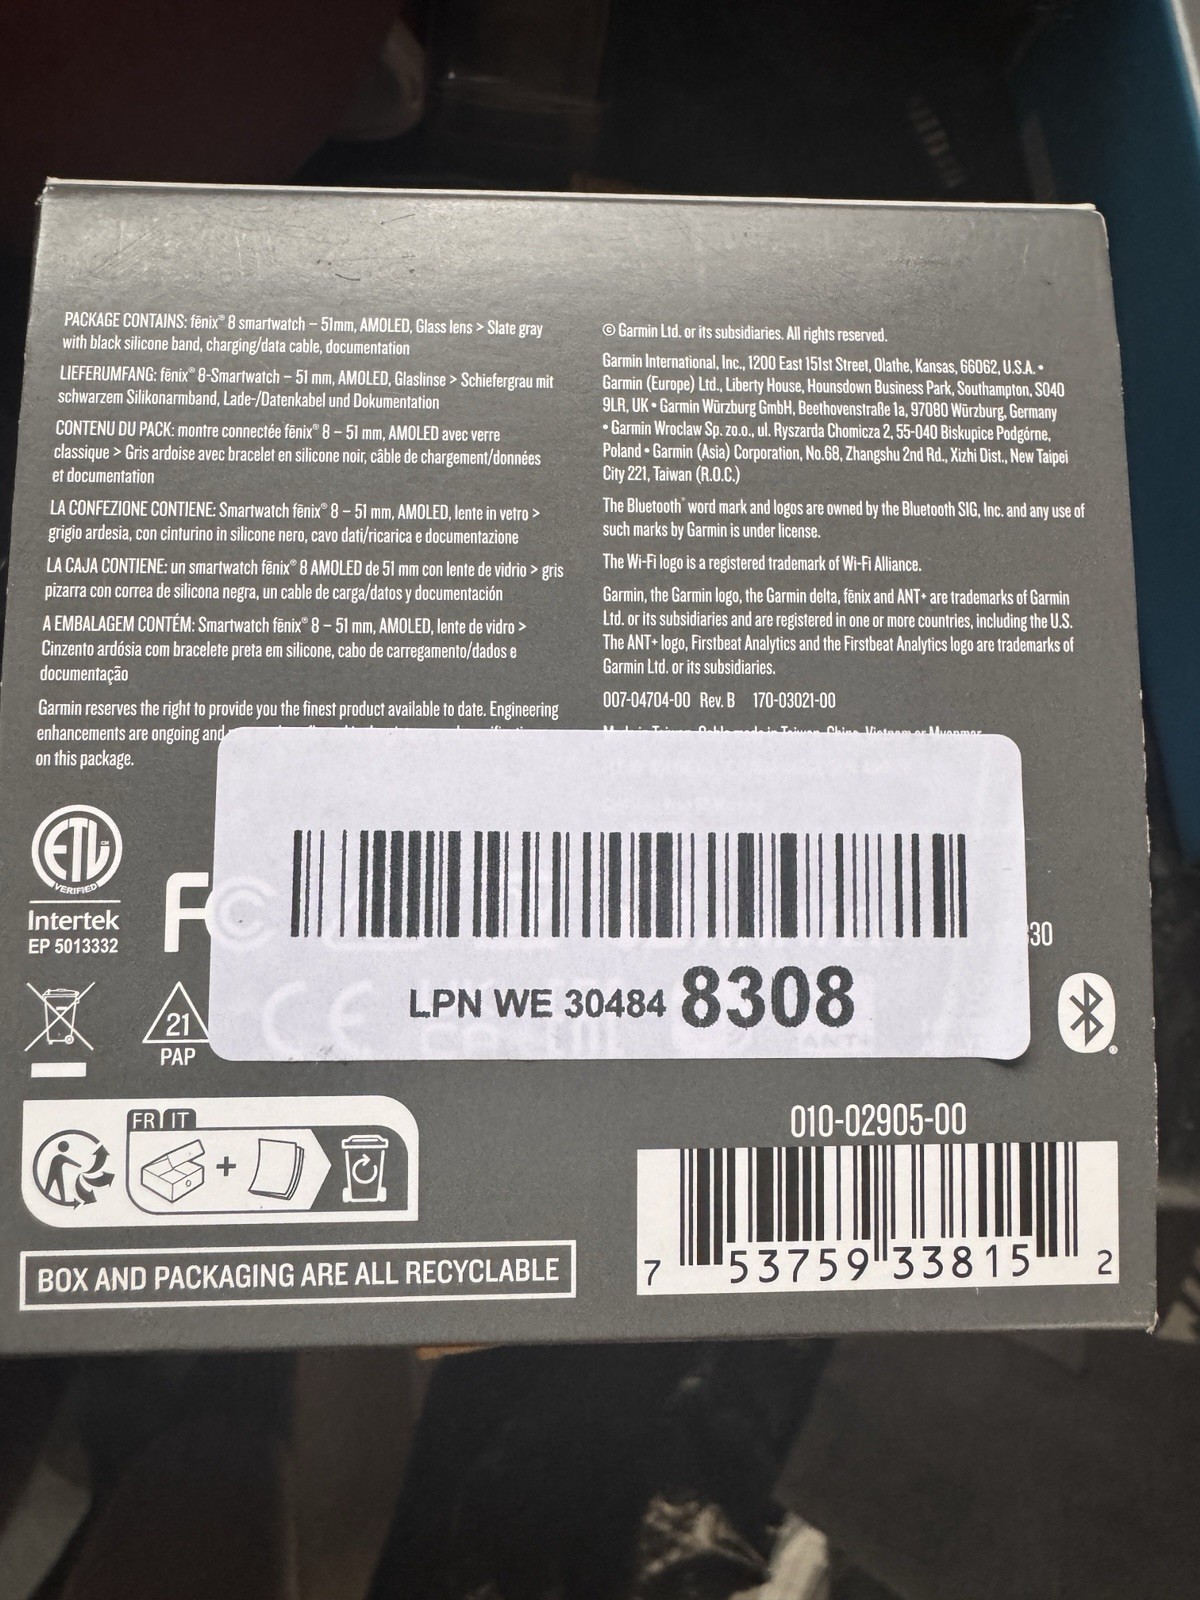 PACKAGE CONTAINS: fēnix® 8 smartwatch – 51mm, AMOLED, Glass lens > Slate gray
with black silicone band, charging/data cable, documentation
LIEFERUMFANG: fēnix® 8-Smartwatch – 51 mm, AMOLED, Glaslinse > Schiefergrau mit
schwarzem Silikonarmband, Lade-/Datenkabel und Dokumentation
CONTENU DU PACK: montre connectée fēnix® 8 – 51 mm, AMOLED avec verre
classique > Gris ardoise avec bracelet en silicone noir, câble de chargement/données
et documentation
LA CONFEZIONE CONTIENE: Smartwatch fēnix® 8 – 51 mm, AMOLED, lente in vetro >
grigio ardesia, con cinturino in silicone nero, cavo dati/ricarica e documentazione
LA CAJA CONTIENE: un smartwatch fēnix® 8 AMOLED de 51 mm con lente de vidrio > gris
pizarra con correa de silicona negra, un cable de carga/datos y documentación
A EMBALAGEM CONTÉM: Smartwatch fēnix® 8 – 51 mm, AMOLED, lente de vidro >
Cinzento ardósia com bracelete preta em silicone, cabo de carregamento/dados e
documentação
Garmin reserves the right to provide you the finest product available to date. Engineering
enhancements are ongoing and
on this package.
© Garmin Ltd. or its subsidiaries. All rights reserved.
Garmin International, Inc., 1200 East 151st Street, Olathe, Kansas, 66062, U.S.A. •
Garmin (Europe) Ltd., Liberty House, Hounsdown Business Park, Southampton, SO40
9LR, UK • Garmin Würzburg GmbH, Beethovenstraße 1a, 97080 Würzburg, Germany
• Garmin Wroclaw Sp. zo.o., ul. Ryszarda Chomicza 2, 55-040 Biskupice Podgórne,
Poland • Garmin (Asia) Corporation, No.68, Zhangshu 2nd Rd., Xizhi Dist., New Taipei
City 221, Taiwan (R.O.C.)
The Bluetooth® word mark and logos are owned by the Bluetooth SIG, Inc. and any use of
such marks by Garmin is under license.
The Wi-Fi logo is a registered trademark of Wi-Fi Alliance.
Garmin, the Garmin logo, the Garmin delta, fēnix and ANT+ are trademarks of Garmin
Ltd. or its subsidiaries and are registered in one or more countries, including the U.S.
The ANT+ logo, Firstbeat Analytics and the Firstbeat Analytics logo are trademarks of
Garmin Ltd. or its subsidiaries.
007-04704-00 Rev. B 170-03021-00
Made in Taiwan. Cable made in Taiwan, China, Vietnam or Myanmar
ETL
VERIFIED
Intertek
EP 5013332
FC
30
LPN WE 30484 8308
CE
21
PAP
FR IT
BOX AND PACKAGING ARE ALL RECYCLABLE
010-02905-00
7 53759 33815 2